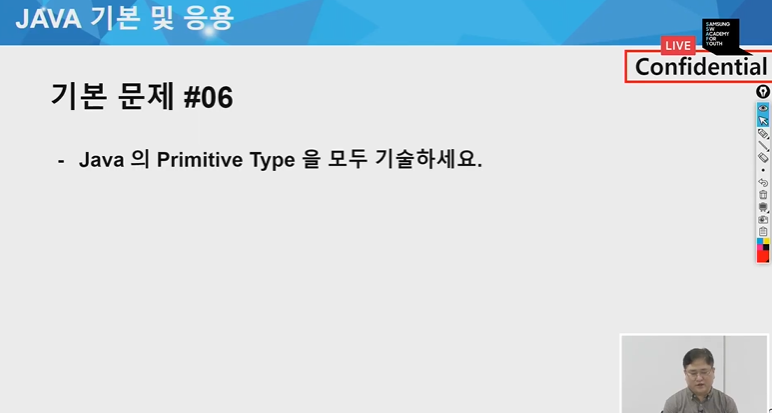 JAVA 기본 및 응용
SAMSUNG
SW
ACADEMY
FOR
YOUTH
LIVE
Confidential
기본 문제 #06
- Java 의 Primitive Type 을 모두 기술하세요.